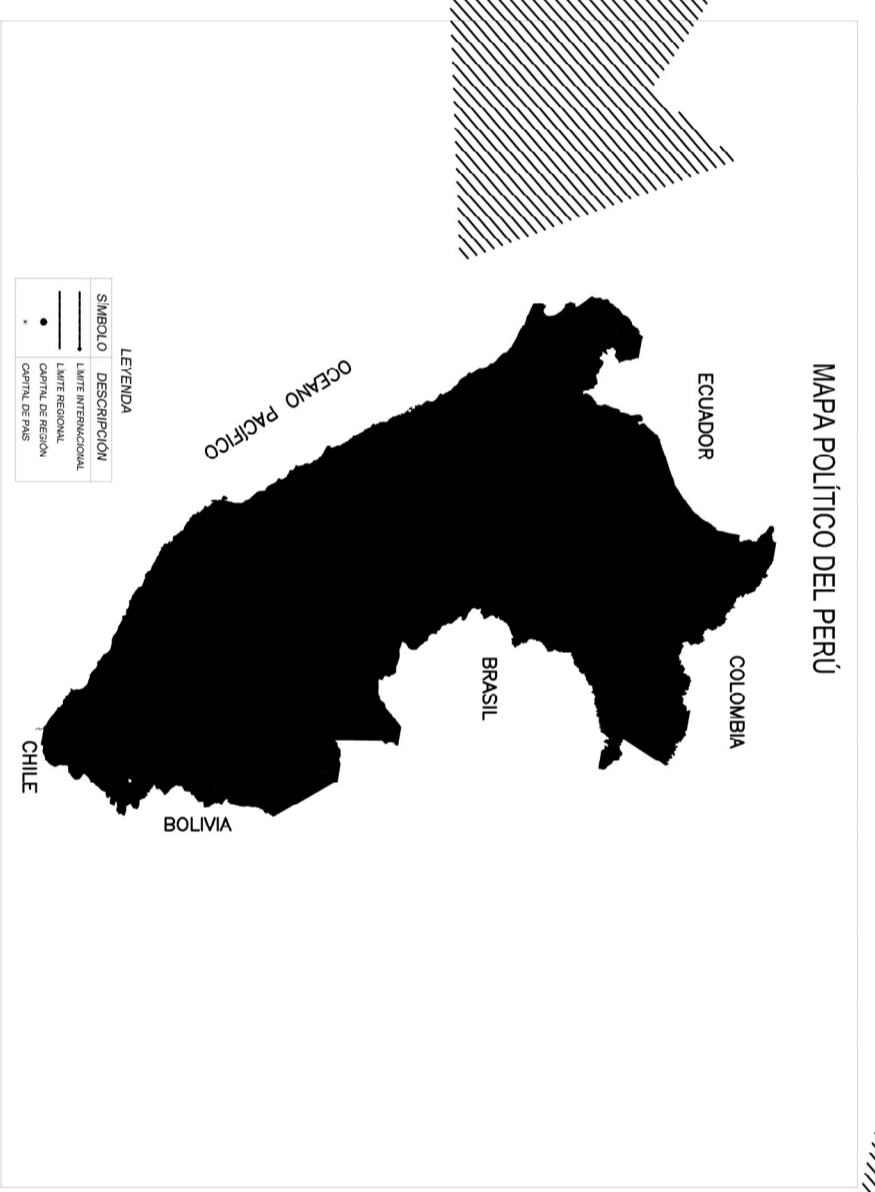 MAPA POLÍTICO DEL PERÚ
ECUADOR
COLOMBIA
BRASIL
OCEANO PACÍFICO
BOLIVIA
CHILE
LEYENDA
SÍMBOLO DESCRIPCIÓN
LÍMITE INTERNACIONAL
LÍMITE REGIONAL
CAPITAL DE REGIÓN
CAPITAL DE PAÍS